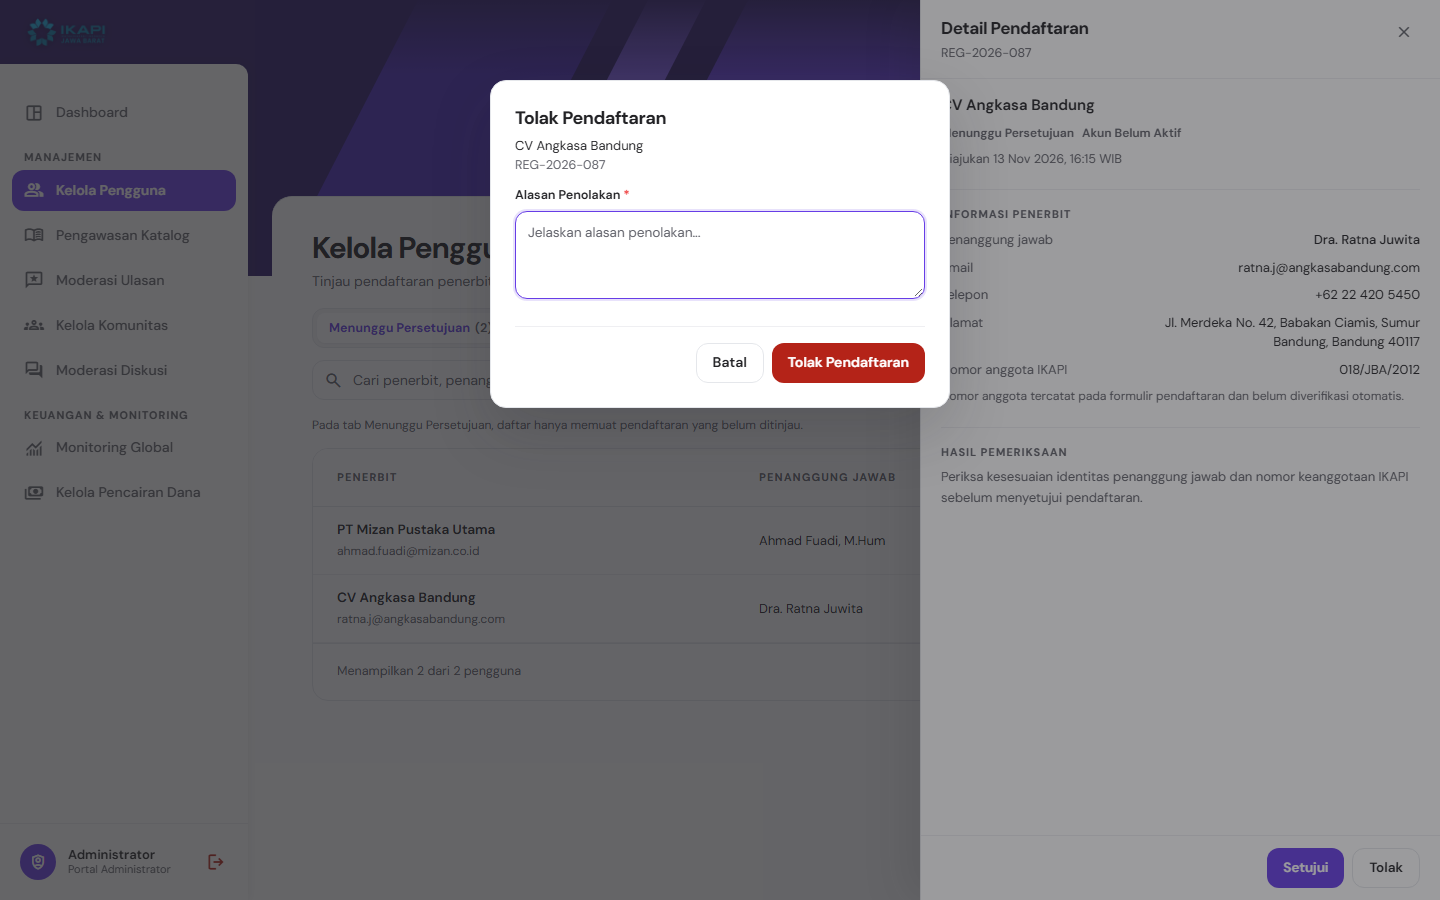 IKAPI
JAWA BARAT
Dashboard
MANAJEMEN
Kelola Pengguna
Pengawasan Katalog
Moderasi Ulasan
Kelola Komunitas
Moderasi Diskusi
KEUANGAN & MONITORING
Monitoring Global
Kelola Pencairan Dana
Administrator
Portal Administrator
Kelola Penggu
Tinjau pendaftaran penerbit
Menunggu Persetujuan (2)
Cari penerbit, penang
Pada tab Menunggu Persetujuan, daftar hanya memuat pendaftaran yang belum ditinjau.
PENERBIT PENANGGUNG JAWAB
PT Mizan Pustaka Utama
ahmad.fuadi@mizan.co.id
Ahmad Fuadi, M.Hum
CV Angkasa Bandung
ratna.j@angkasabandung.com
Dra. Ratna Juwita
Menampilkan 2 dari 2 pengguna
Tolak Pendaftaran
CV Angkasa Bandung
REG-2026-087
Alasan Penolakan *
Jelaskan alasan penolakan...
Batal
Tolak Pendaftaran
Detail Pendaftaran
REG-2026-087
V Angkasa Bandung
enunggu Persetujuan Akun Belum Aktif
iajukan 13 Nov 2026, 16:15 WIB
NFORMASI PENERBIT
enanggung jawab Dra. Ratna Juwita
mail ratna.j@angkasabandung.com
elepon +62 22 420 5450
lamat Jl. Merdeka No. 42, Babakan Ciamis, Sumur
Bandung, Bandung 40117
omor anggota IKAPI 018/JBA/2012
omor anggota tercatat pada formulir pendaftaran dan belum diverifikasi otomatis.
HASIL PEMERIKSAAN
Periksa kesesuaian identitas penanggung jawab dan nomor keanggotaan IKAPI
sebelum menyetujui pendaftaran.
Setujui
Tolak